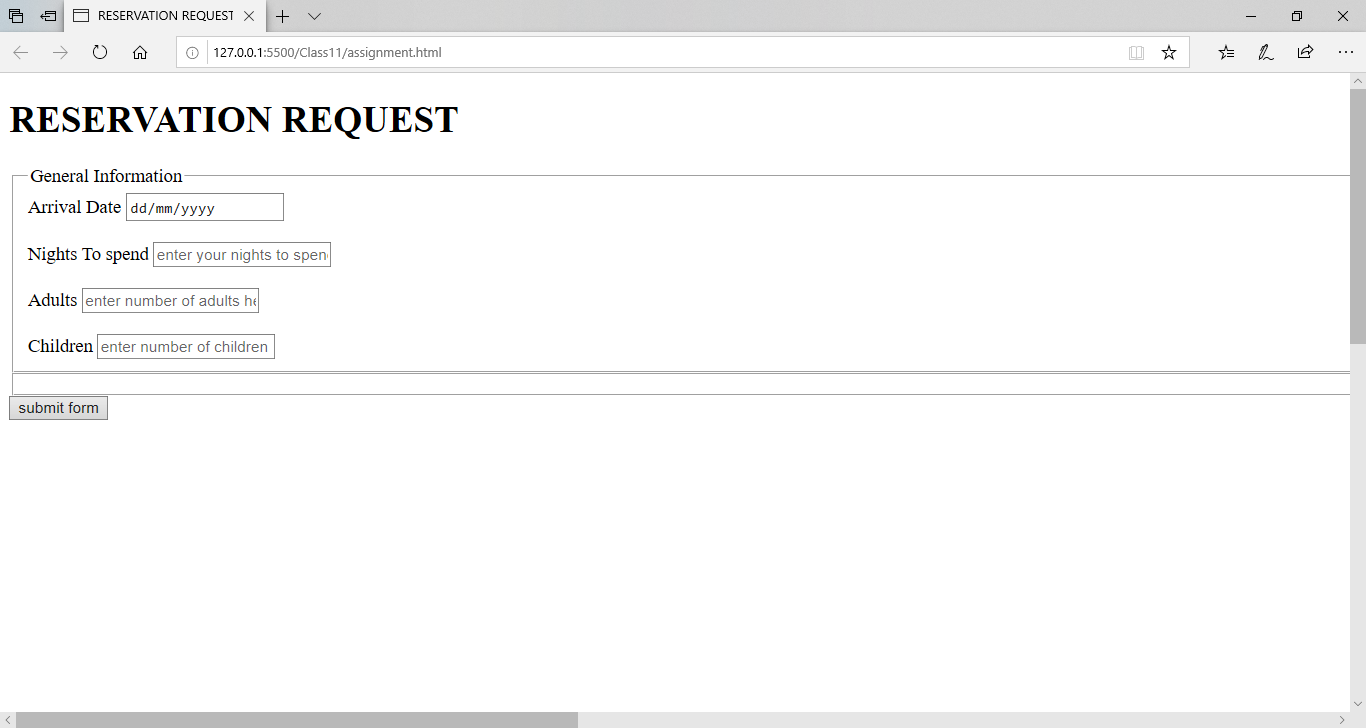 RESERVATION REQUEST
127.0.0.1:5500/Class11/assignment.html
RESERVATION REQUEST
General Information
Arrival Date dd/mm/yyyy
Nights To spend enter your nights to spen
Adults enter number of adults he
Children enter number of children
submit form